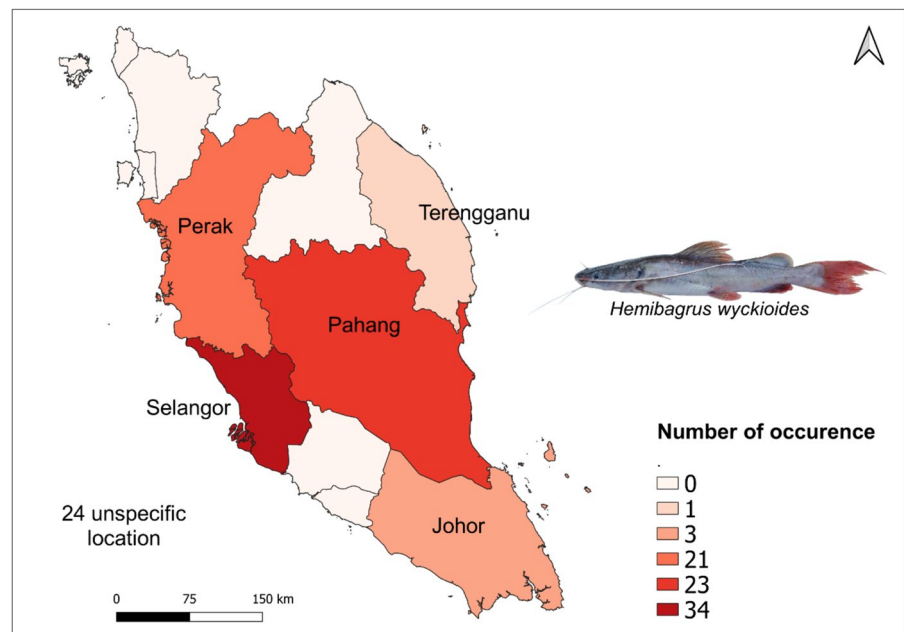 Perak
Terengganu
Hemibagrus wyckioides
Pahang
Selangor
Number of occurence
0
1
3
21
23
34
24 unspecific
location
Johor
0 75 150 km